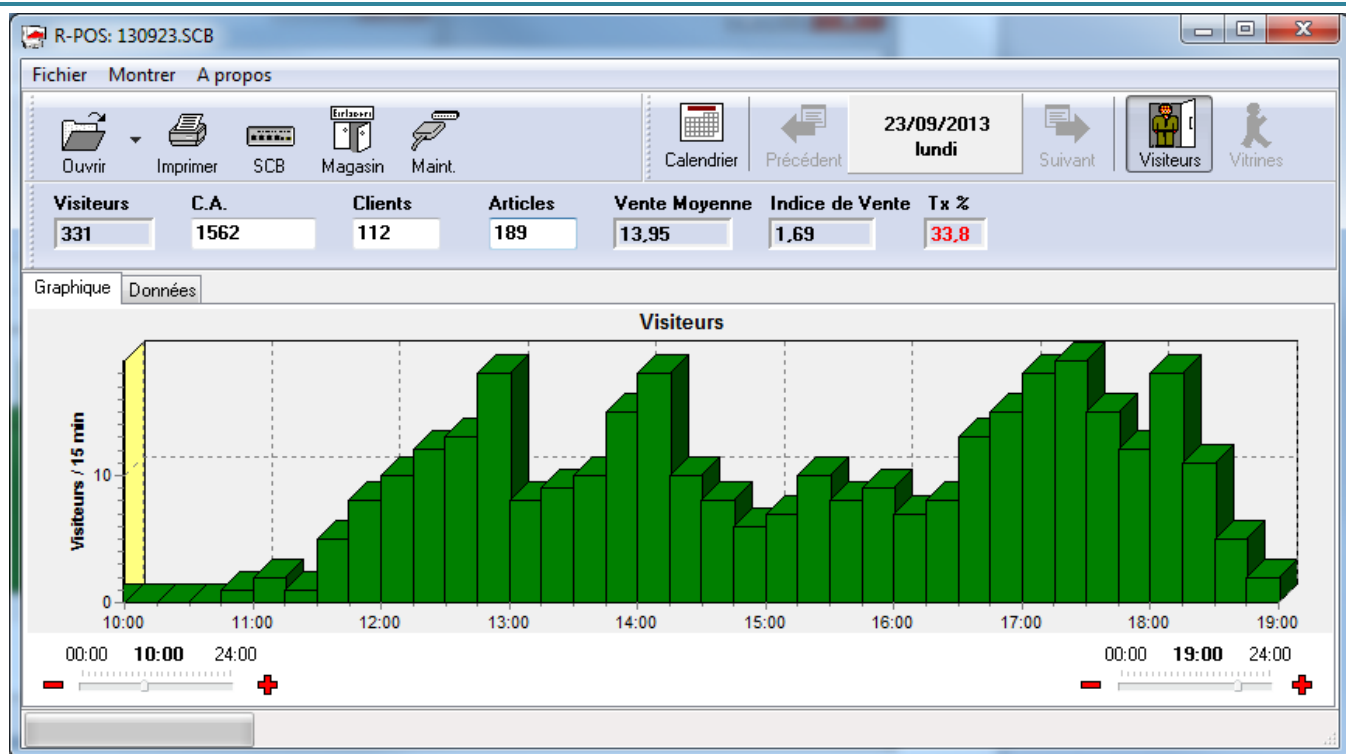 R-POS: 130923.SCB
Fichier Montrer A propos
Ouvrir Imprimer SCB Magasin Maint. Calendrier Précédent 23/09/2013 lundi Suivant Visiteurs Vitrines
Visiteurs C.A. Clients Articles Vente Moyenne Indice de Vente Tx %
331 1562 112 189 13,95 1,69 33,8
Graphique Données
Visiteurs
Visiteurs / 15 min
10
0
10:00 11:00 12:00 13:00 14:00 15:00 16:00 17:00 18:00 19:00
00:00 10:00 24:00 00:00 19:00 24:00